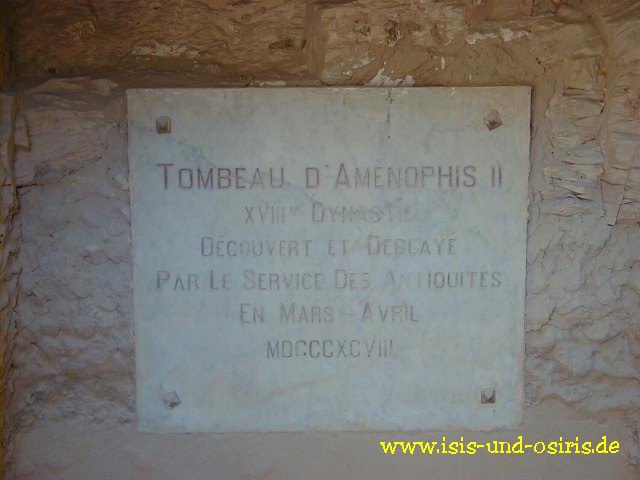 TOMBEAU D'AMENOPHIS II
XVIIIme DYNASTIE
DÉCOUVERT ET DÉBLAYÉ
PAR LE SERVICE DES ANTIQUITÉS
EN MARS - AVRIL
MDCCCXCVIII
www.isis-und-osiris.de